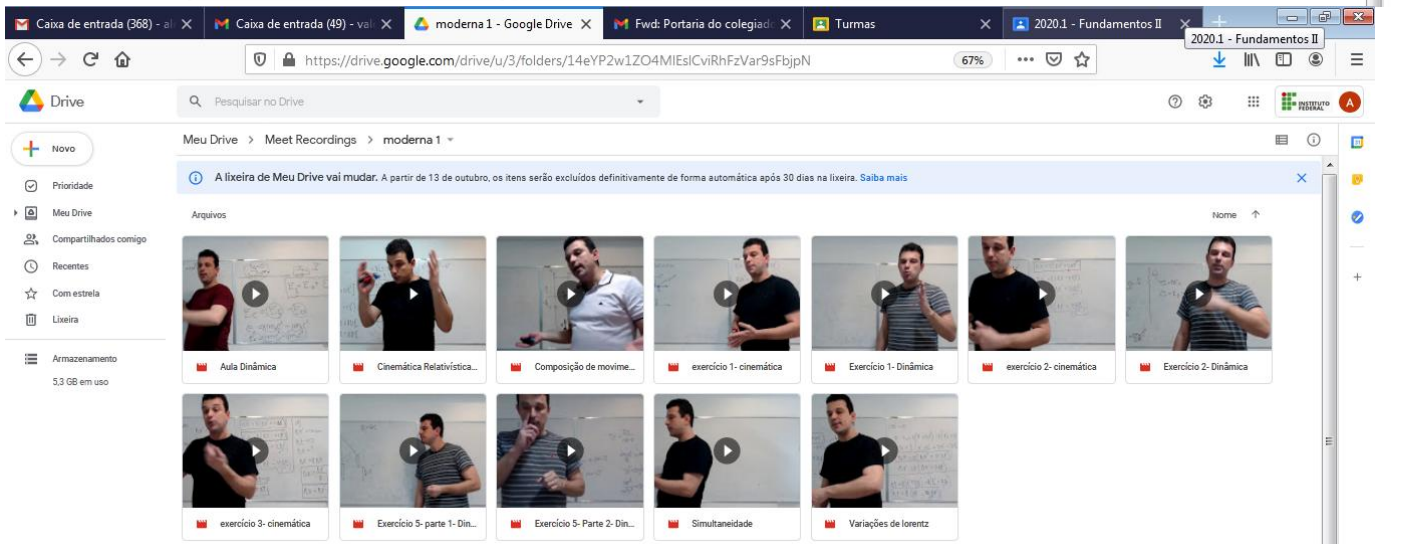 Caixa de entrada (368) - al
Caixa de entrada (49) - val
moderna 1 - Google Drive
Fwd: Portaria do colegiado
Turmas
2020.1 - Fundamentos II
2020.1 - Fundamentos II
https://drive.google.com/drive/u/3/folders/14eYP2w1ZO4MIEsICviRhFzVar9sFbjpN
67%
Drive
Pesquisar no Drive
INSTITUTO
FEDERAL
A
Novo
Meu Drive > Meet Recordings > moderna 1
A lixeira de Meu Drive vai mudar. A partir de 13 de outubro, os itens serão excluídos definitivamente de forma automática após 30 dias na lixeira. Saiba mais
Prioridade
Meu Drive
Compartilhados comigo
Recentes
Com estrela
Lixeira
Armazenamento
5,3 GB em uso
Arquivos
Nome
Aula Dinâmica
Cinemática Relativística...
Composição de movime...
exercício 1- cinemática
Exercício 1- Dinâmica
exercício 2- cinemática
Exercício 2- Dinâmica
exercício 3- cinemática
Exercício 5- parte 1- Din...
Exercício 5- Parte 2- Din...
Simultaneidade
Variações de lorentz